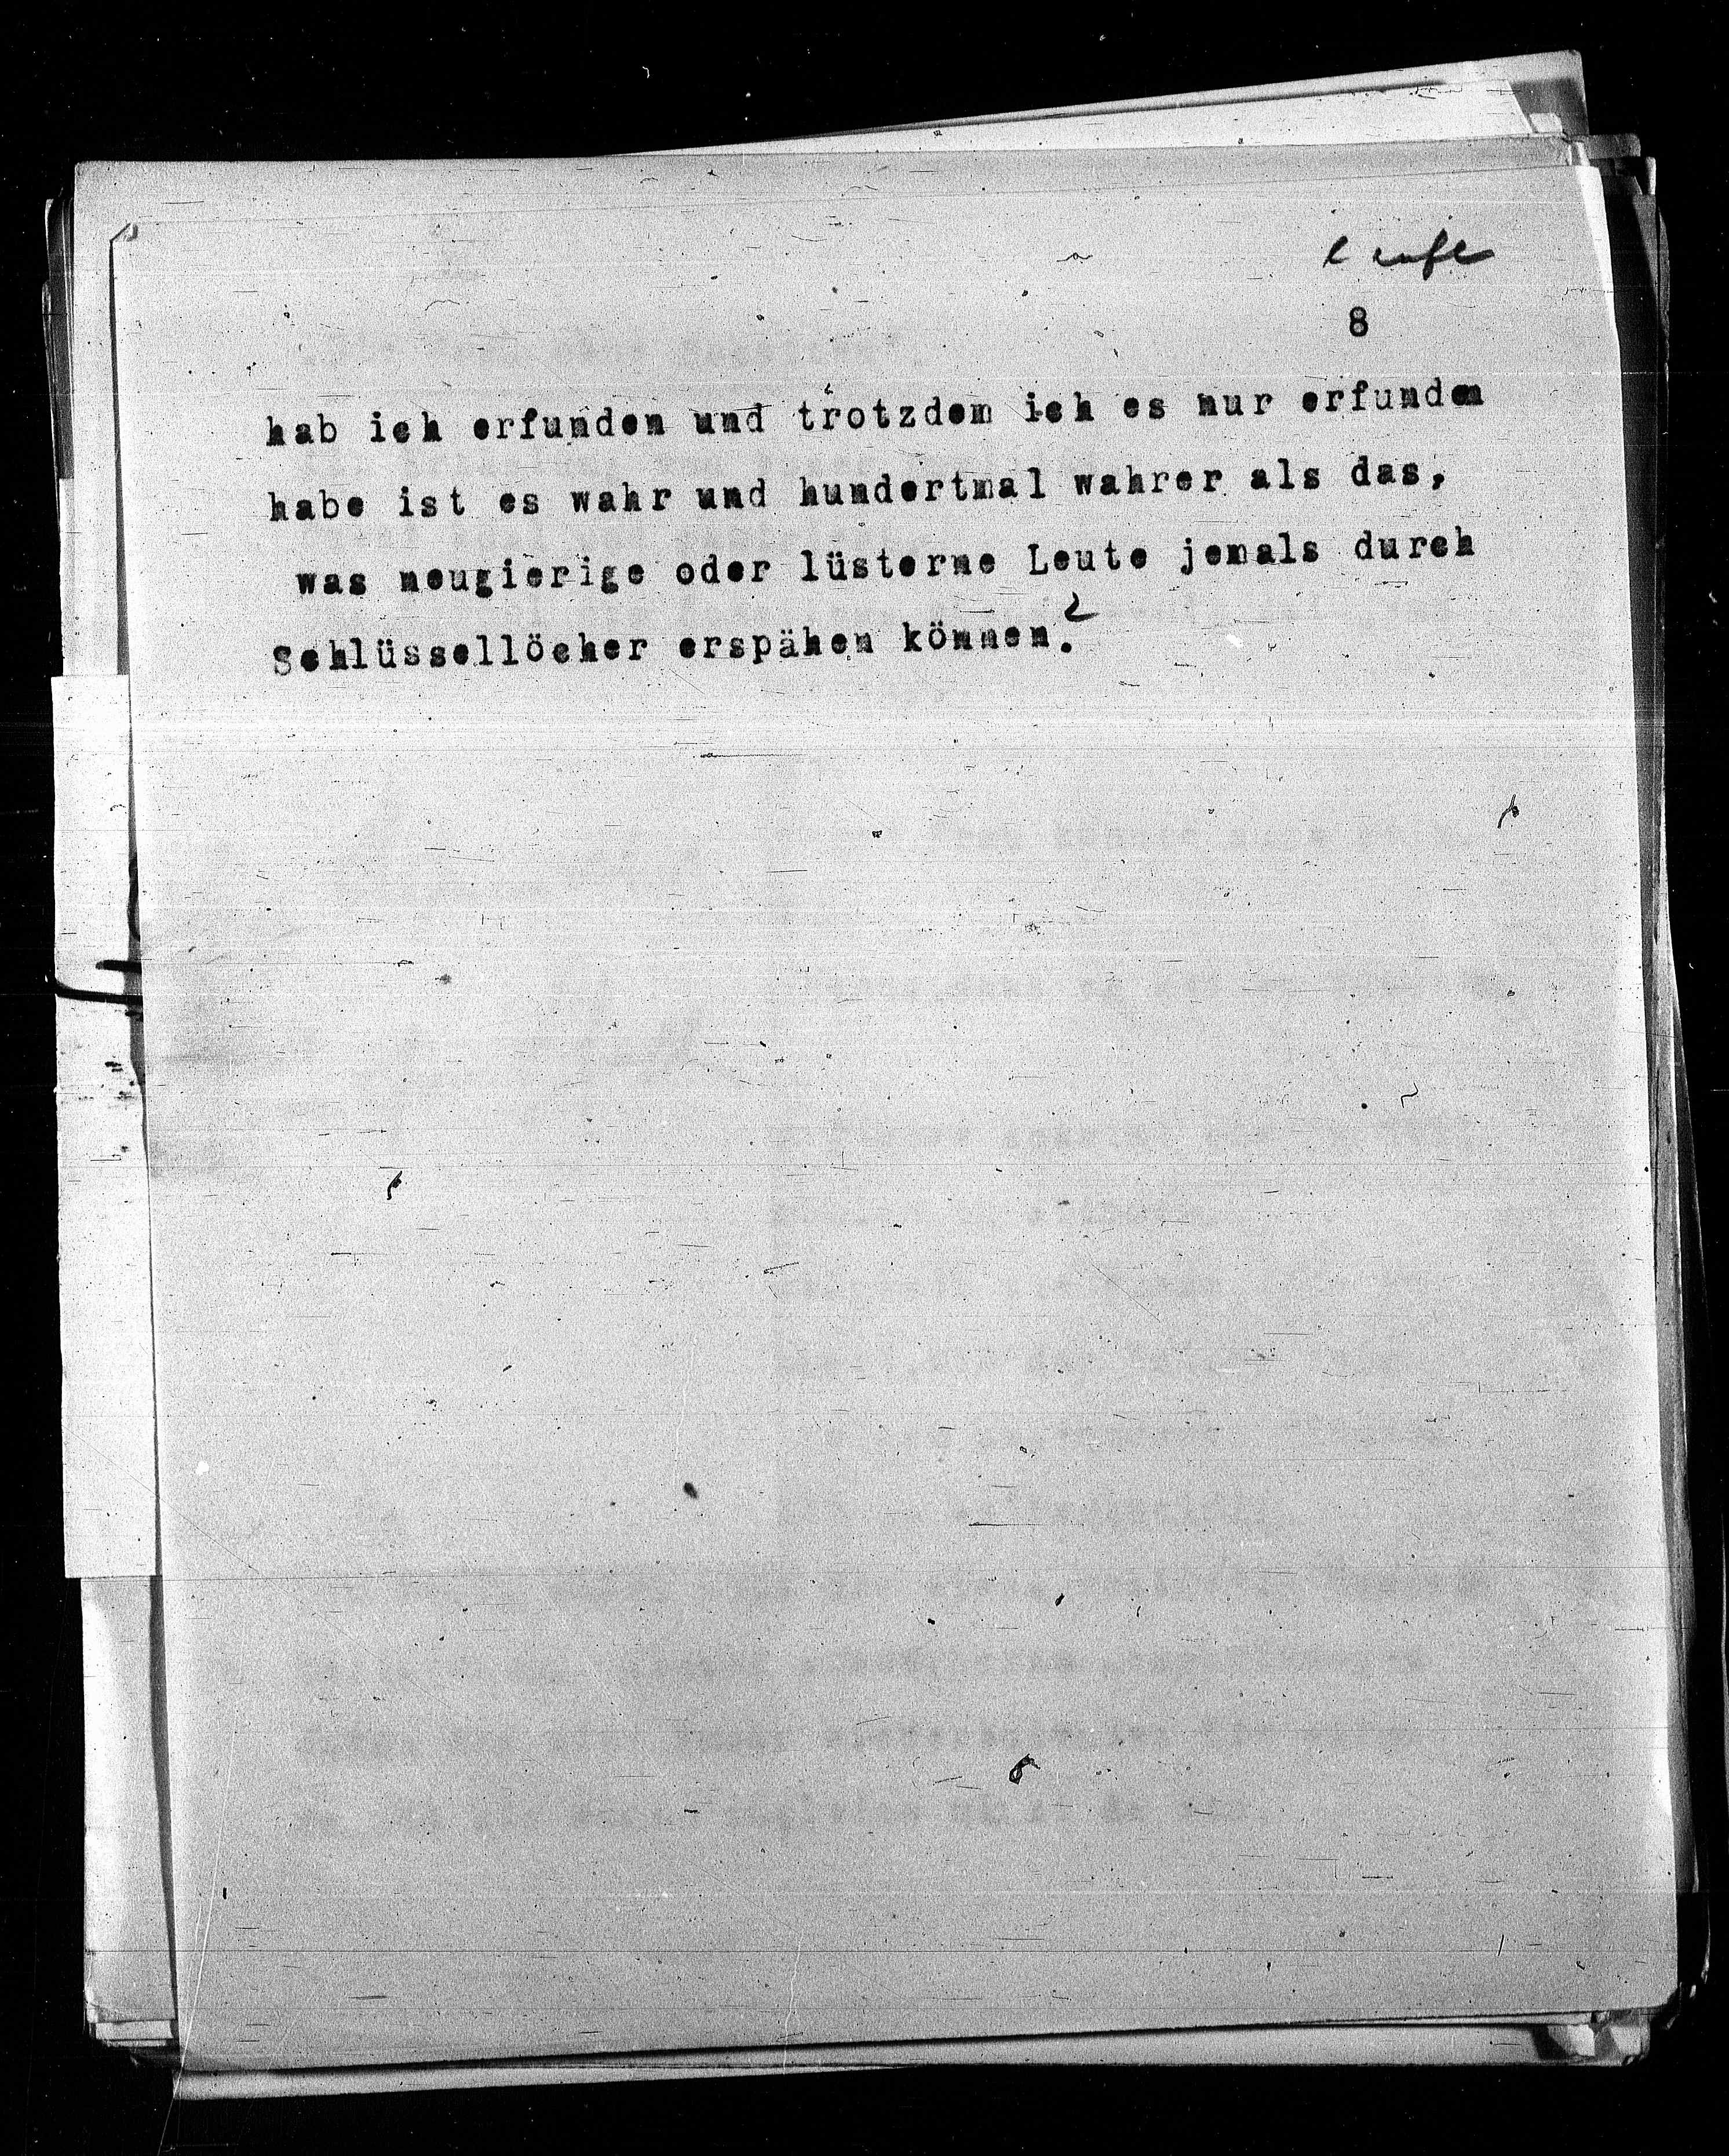 8
hab ich erfunden und trotzdem ich es nur erfunden
habe ist es wahr und hundertmal wahrer als das,
was neugierige oder lüsterne Leute jemals durch
Schlüssellöcher erspähen können.